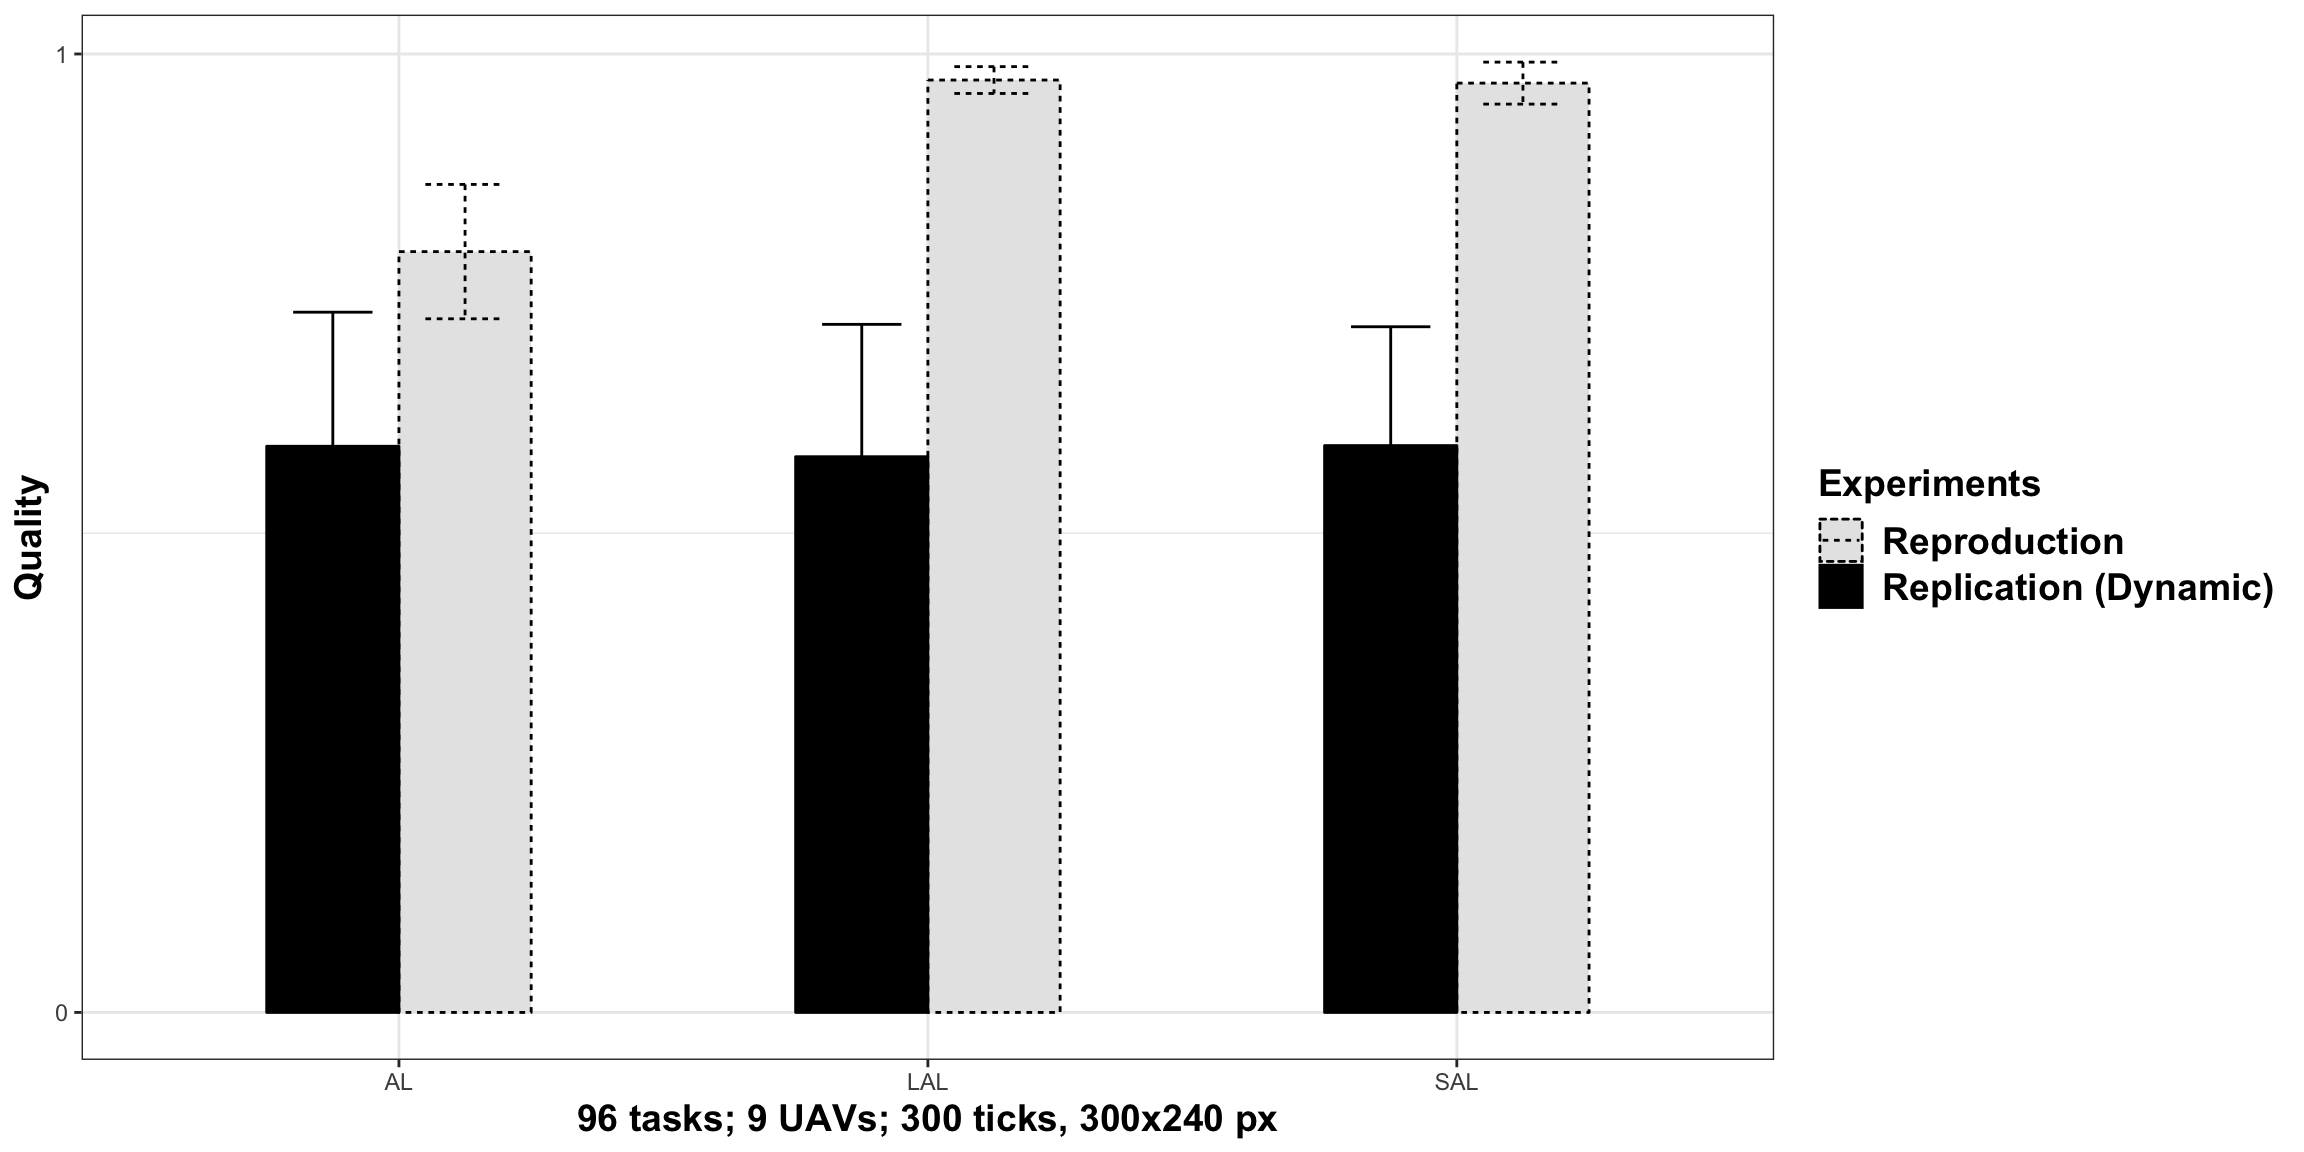 Quality
1
0
AL LAL SAL
96 tasks; 9 UAVs; 300 ticks, 300x240 px
Experiments
Reproduction
Replication (Dynamic)